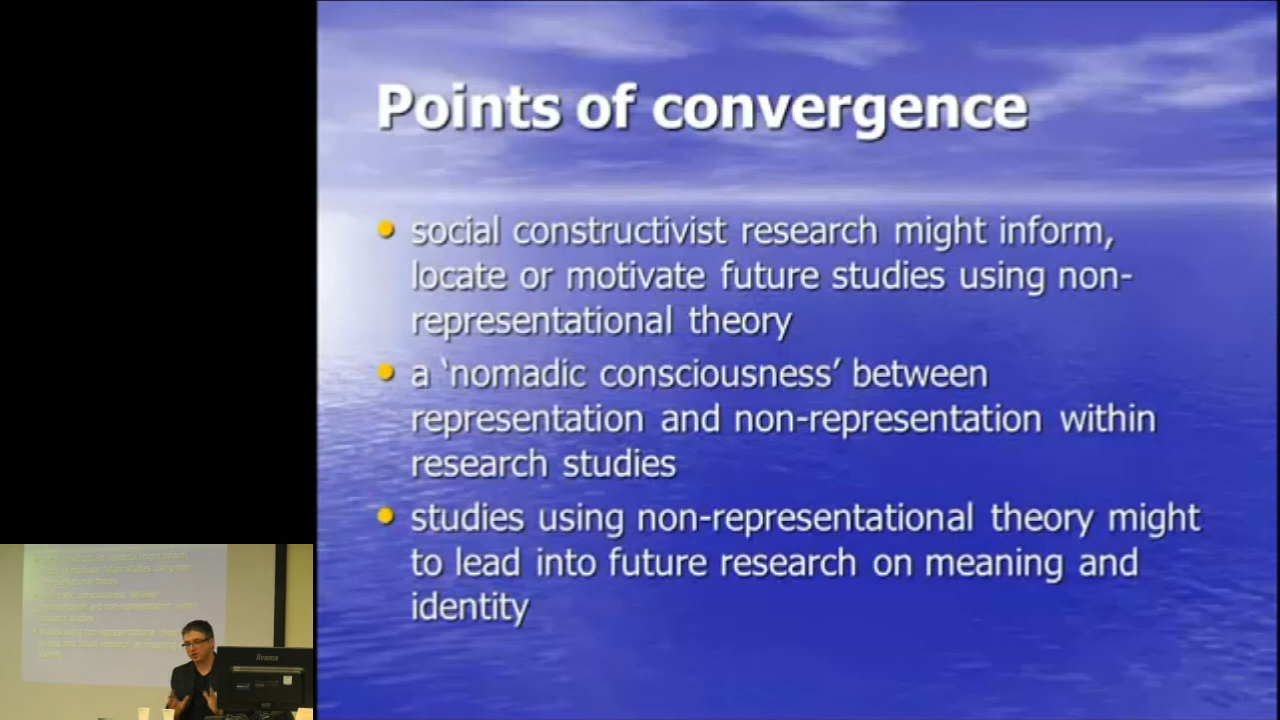 Points of convergence
social constructivist research might inform,
locate or motivate future studies using non-
representational theory
a ‘nomadic consciousness’ between
representation and non-representation within
research studies
studies using non-representational theory might
to lead into future research on meaning and
identity
iiyama